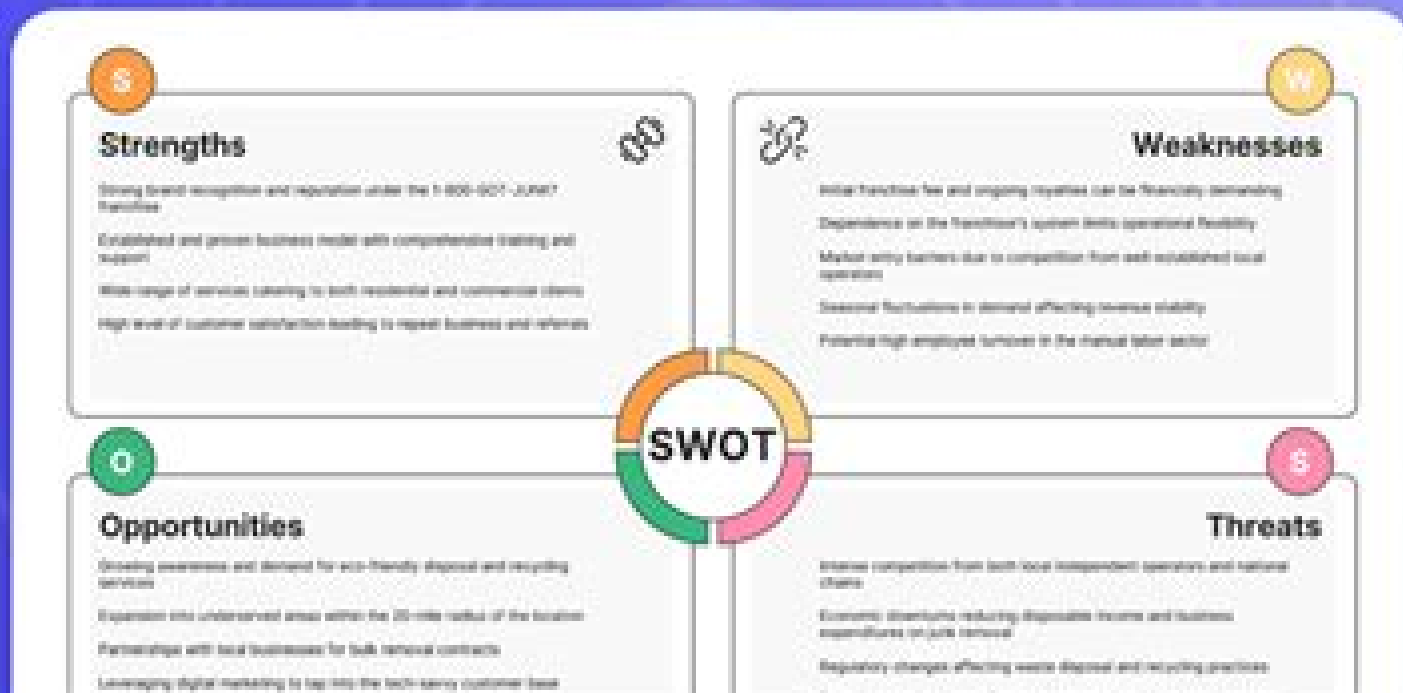 S
Strengths
Strong brand recognition and reputation under the 1-800-GOT-JUNK?
franchise
Established and proven business model with comprehensive training and
support
Wide range of services catering to both residential and commercial clients
High level of customer satisfaction leading to repeat business and referrals
W
Weaknesses
Initial franchise fee and ongoing royalties can be financially demanding
Dependence on the franchisor's system limits operational flexibility
Market entry barriers due to competition from well-established local
operators
Seasonal fluctuations in demand affecting revenue stability
Potential high employee turnover in the manual labor sector
SWOT
O
Opportunities
Growing awareness and demand for eco-friendly disposal and recycling
services
Expansion into underserved areas within the 20-mile radius of the location
Partnerships with local businesses for bulk removal contracts
Leveraging digital marketing to tap into the tech-savvy customer base
S
Threats
Intense competition from both local independent operators and national
chains
Economic downturns reducing disposable income and business
expenditures on junk removal
Regulatory changes affecting waste disposal and recycling practices